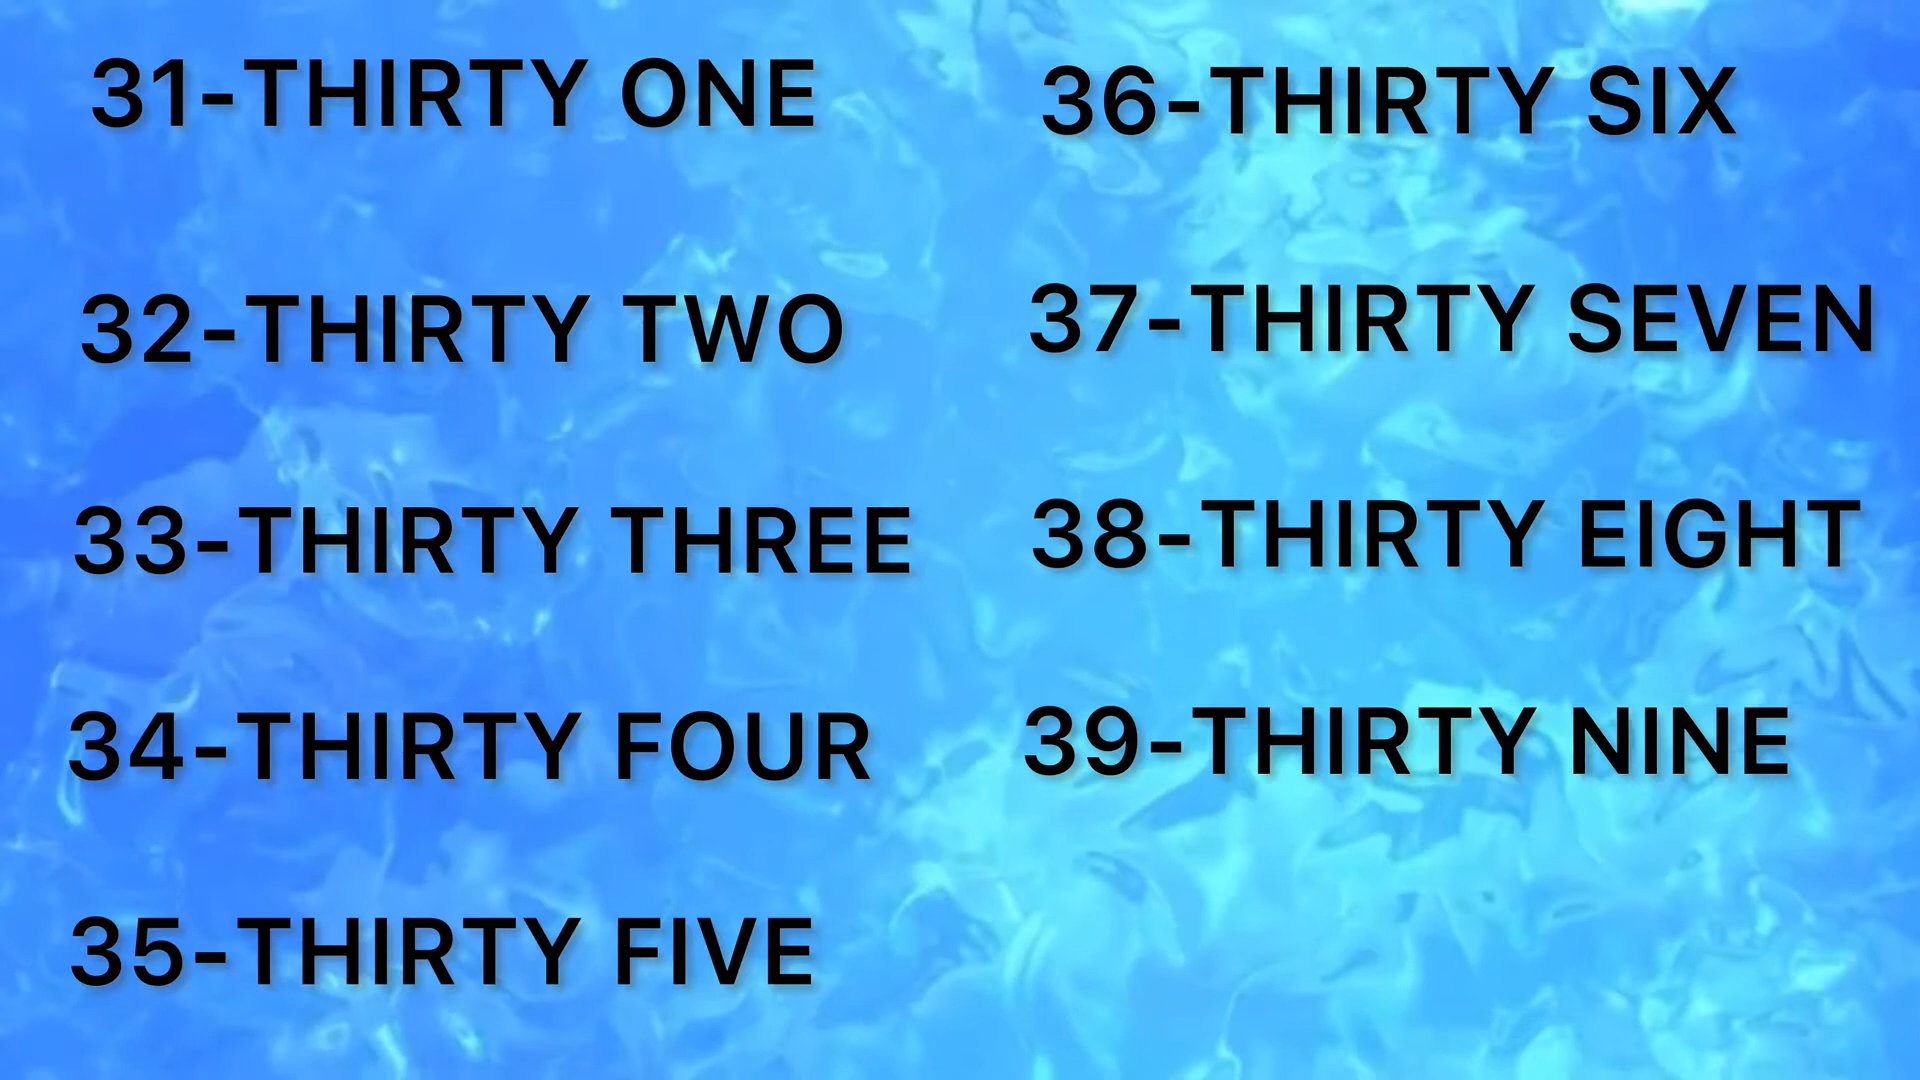 31-THIRTY ONE
32-THIRTY TWO
33-THIRTY THREE
34-THIRTY FOUR
35-THIRTY FIVE
36-THIRTY SIX
37-THIRTY SEVEN
38-THIRTY EIGHT
39-THIRTY NINE